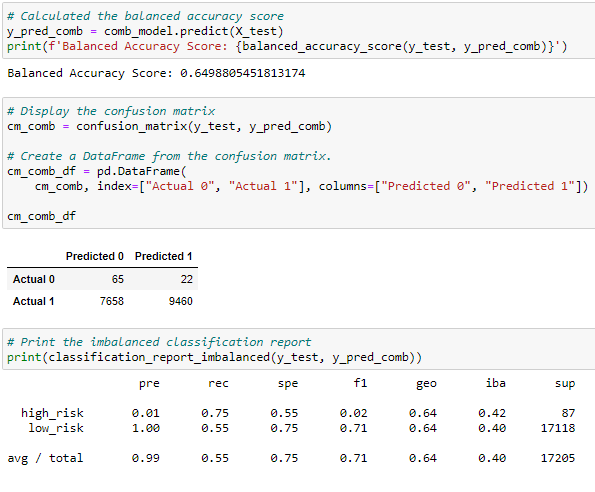 # Calculated the balanced accuracy score
y_pred_comb = comb_model.predict(X_test)
print(f'Balanced Accuracy Score: {balanced_accuracy_score(y_test, y_pred_comb)}')
Balanced Accuracy Score: 0.6498805451813174
# Display the confusion matrix
cm_comb = confusion_matrix(y_test, y_pred_comb)
# Create a DataFrame from the confusion matrix.
cm_comb_df = pd.DataFrame(
    cm_comb, index=["Actual 0", "Actual 1"], columns=["Predicted 0", "Predicted 1"])
cm_comb_df
Predicted 0 Predicted 1
Actual 0 65 22
Actual 1 7658 9460
# Print the imbalanced classification report
print(classification_report_imbalanced(y_test, y_pred_comb))
pre rec spe f1 geo iba sup
high_risk 0.01 0.75 0.55 0.02 0.64 0.42 87
low_risk 1.00 0.55 0.75 0.71 0.64 0.40 17118
avg / total 0.99 0.55 0.75 0.71 0.64 0.40 17205